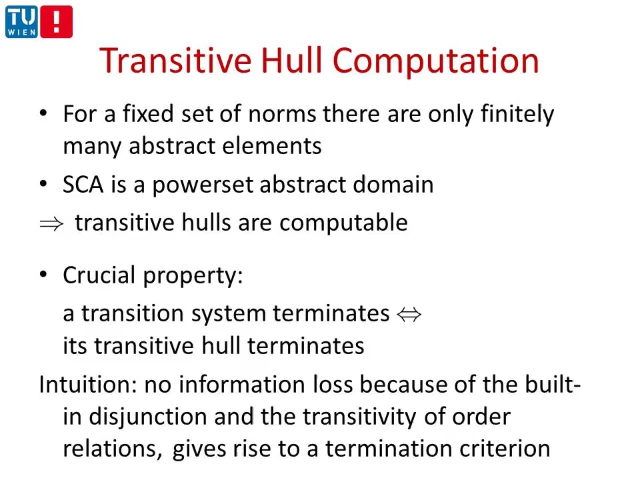 TU
WIEN
!
Transitive Hull Computation
• For a fixed set of norms there are only finitely
many abstract elements
• SCA is a powerset abstract domain
⇒ transitive hulls are computable
• Crucial property:
a transition system terminates ⇔
its transitive hull terminates
Intuition: no information loss because of the built-
in disjunction and the transitivity of order
relations, gives rise to a termination criterion